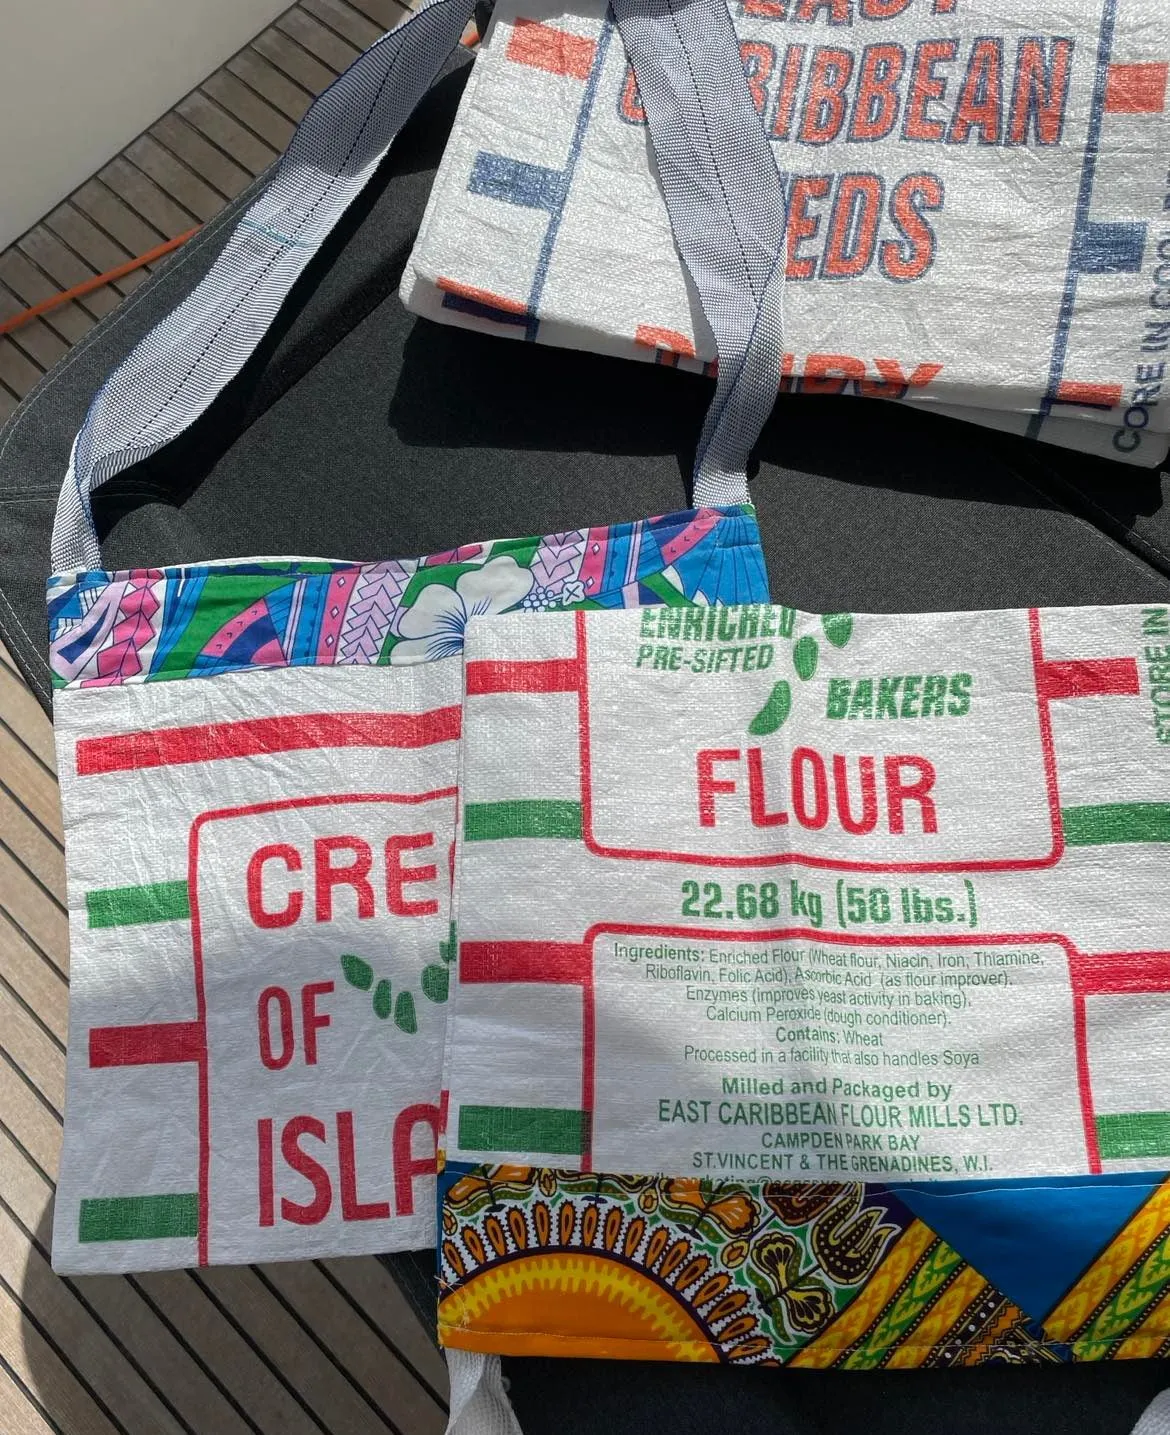 CARIBBEAN
EDS
ENRICHED
PRE-SIFTED
BAKERS
FLOUR
22.68 kg (50 lbs.)
Ingredients: Enriched Flour (Wheat flour, Niacin, Iron, Thiamine,
Riboflavin, Folic Acid), Ascorbic Acid (as flour improver),
Enzymes (improves yeast activity in baking),
Calcium Peroxide (dough conditioner).
Contains: Wheat
Processed in a facility that also handles Soya
Milled and Packaged by
EAST CARIBBEAN FLOUR MILLS LTD.
CAMPDEN PARK BAY
ST.VINCENT & THE GRENADINES, W.I.
STORE IN
CRE
OF
ISLA